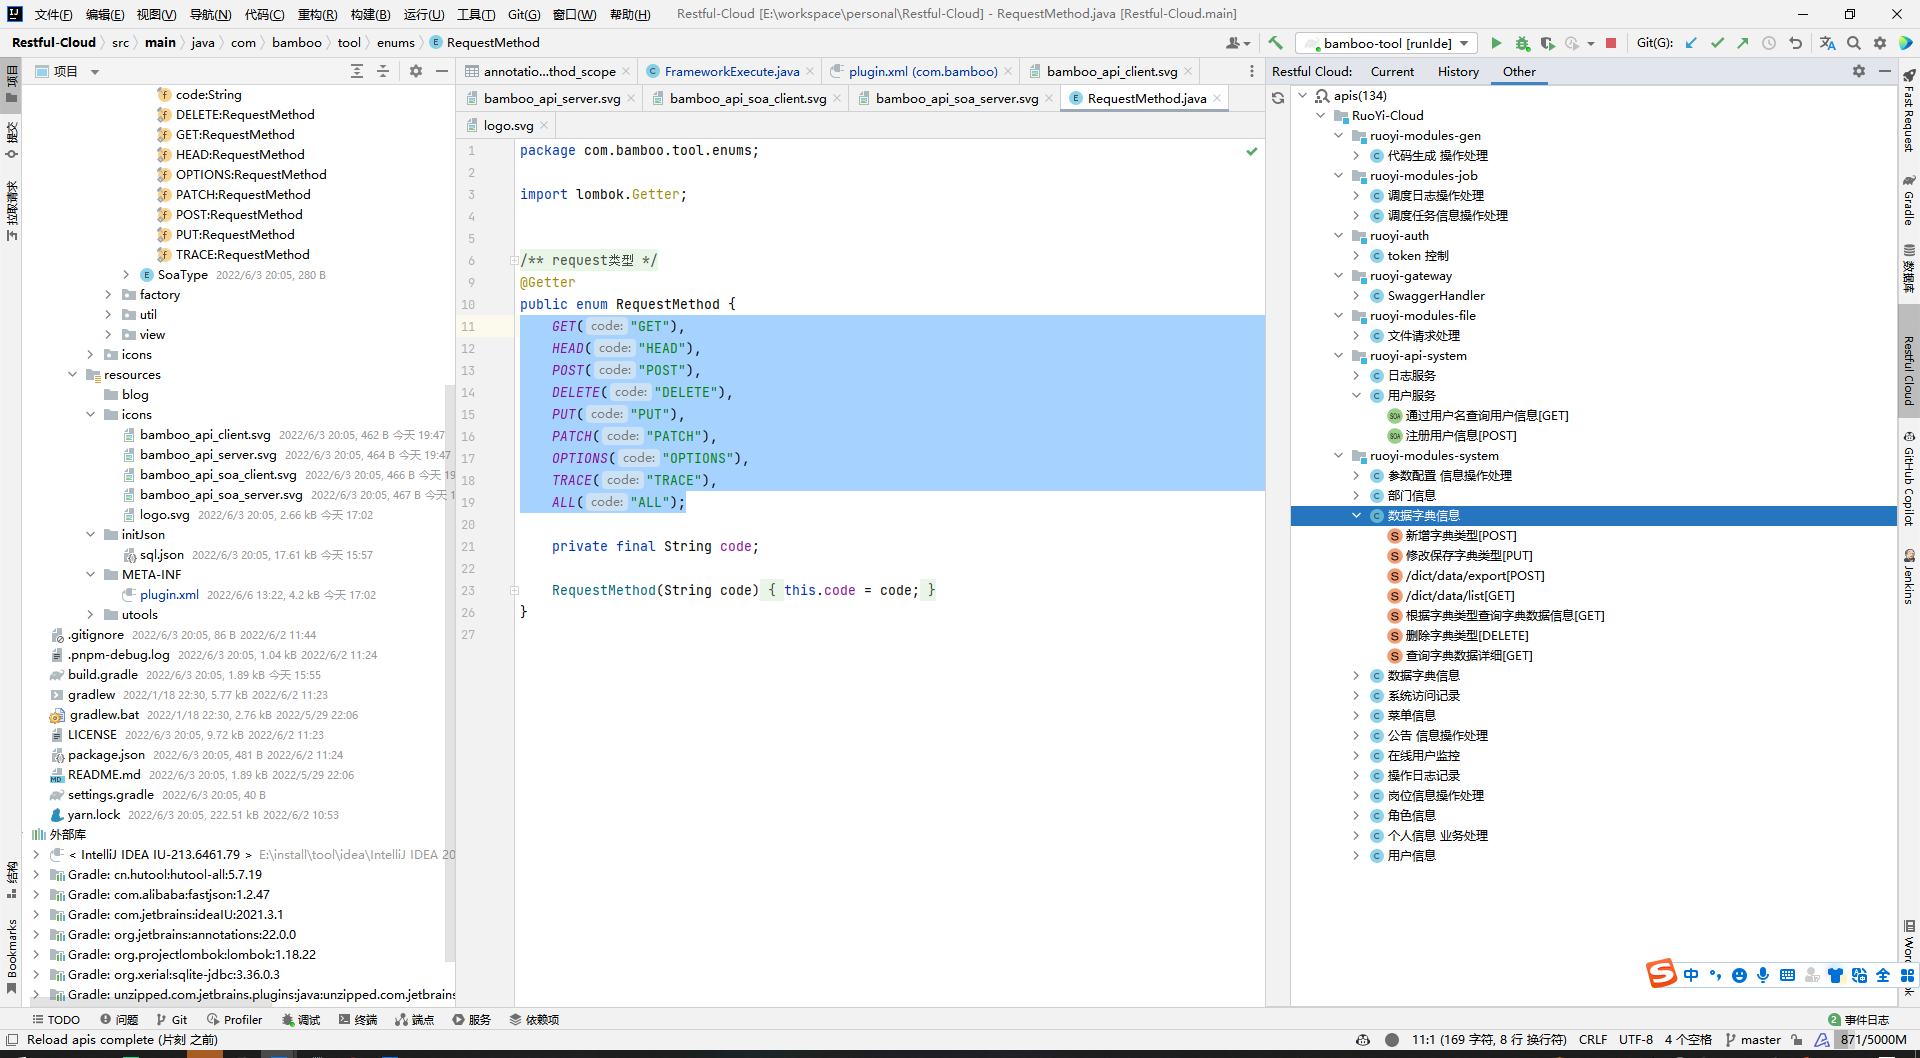 文件(F) 编辑(E) 视图(V) 导航(N) 代码(C) 重构(R) 构建(B) 运行(U) 工具(T) Git(G) 窗口(W) 帮助(H) Restful-Cloud [E:\workspace\personal\Restful-Cloud] - RequestMethod.java [Restful-Cloud.main]
Restful-Cloud src main java com bamboo tool enums RequestMethod bamboo-tool [runIde] Git(G):
项目 annotatio...thod_scope FrameworkExecute.java plugin.xml (com.bamboo) bamboo_api_client.svg Restful Cloud: Current History Other
bamboo_api_server.svg bamboo_api_soa_client.svg bamboo_api_soa_server.svg RequestMethod.java
logo.svg
项目
提交
拉取请求
结构
Bookmarks
code:String
DELETE:RequestMethod
GET:RequestMethod
HEAD:RequestMethod
OPTIONS:RequestMethod
PATCH:RequestMethod
POST:RequestMethod
PUT:RequestMethod
TRACE:RequestMethod
SoaType 2022/6/3 20:05, 280 B
factory
util
view
icons
resources
blog
icons
bamboo_api_client.svg 2022/6/3 20:05, 462 B 今天 19:47
bamboo_api_server.svg 2022/6/3 20:05, 464 B 今天 19:47
bamboo_api_soa_client.svg 2022/6/3 20:05, 466 B 今天 19
bamboo_api_soa_server.svg 2022/6/3 20:05, 467 B 今天 1
logo.svg 2022/6/3 20:05, 2.66 kB 今天 17:02
initJson
sql.json 2022/6/3 20:05, 17.61 kB 今天 15:57
META-INF
plugin.xml 2022/6/6 13:22, 4.2 kB 今天 17:02
utools
.gitignore 2022/6/3 20:05, 86 B 2022/6/2 11:44
.pnpm-debug.log 2022/6/3 20:05, 1.04 kB 2022/6/2 11:24
build.gradle 2022/6/3 20:05, 1.89 kB 今天 15:55
gradlew 2022/1/18 22:30, 5.77 kB 2022/6/2 11:23
gradlew.bat 2022/1/18 22:30, 2.76 kB 2022/5/29 22:06
LICENSE 2022/6/3 20:05, 9.72 kB 2022/6/2 11:23
package.json 2022/6/3 20:05, 481 B 2022/6/2 11:24
README.md 2022/6/3 20:05, 1.89 kB 2022/5/29 22:06
settings.gradle 2022/6/3 20:05, 40 B
yarn.lock 2022/6/3 20:05, 222.51 kB 2022/6/2 10:53
外部库
< IntelliJ IDEA IU-213.6461.79 > E:\install\tool\idea\IntelliJ IDEA 20
Gradle: cn.hutool:hutool-all:5.7.19
Gradle: com.alibaba:fastjson:1.2.47
Gradle: com.jetbrains:ideaIU:2021.3.1
Gradle: org.jetbrains:annotations:22.0.0
Gradle: org.projectlombok:lombok:1.18.22
Gradle: org.xerial:sqlite-jdbc:3.36.0.3
Gradle: unzipped.com.jetbrains.plugins:java:unzipped.com.jetbrains
1 package com.bamboo.tool.enums;
2
3 import lombok.Getter;
4
5
6 /** request类型 */
9 @Getter
10 public enum RequestMethod {
11 GET( code: "GET"),
12 HEAD( code: "HEAD"),
13 POST( code: "POST"),
14 DELETE( code: "DELETE"),
15 PUT( code: "PUT"),
16 PATCH( code: "PATCH"),
17 OPTIONS( code: "OPTIONS"),
18 TRACE( code: "TRACE"),
19 ALL( code: "ALL");
20
21 private final String code;
22
23 RequestMethod(String code) { this.code = code; }
26 }
27
apis(134)
RuoYi-Cloud
ruoyi-modules-gen
代码生成 操作处理
ruoyi-modules-job
调度日志操作处理
调度任务信息操作处理
ruoyi-auth
token 控制
ruoyi-gateway
SwaggerHandler
ruoyi-modules-file
文件请求处理
ruoyi-api-system
日志服务
用户服务
通过用户名查询用户信息[GET]
注册用户信息[POST]
ruoyi-modules-system
参数配置 信息操作处理
部门信息
数据字典信息
新增字典类型[POST]
修改保存字典类型[PUT]
/dict/data/export[POST]
/dict/data/list[GET]
根据字典类型查询字典数据信息[GET]
删除字典类型[DELETE]
查询字典数据详细[GET]
数据字典信息
系统访问记录
菜单信息
公告 信息操作处理
在线用户监控
操作日志记录
岗位信息操作处理
角色信息
个人信息 业务处理
用户信息
Fast Request
Gradle
数据库
Restful Cloud
GitHub Copilot
Jenkins
中
全
TODO 问题 Git Profiler 调试 终端 端点 服务 依赖项 2 事件日志
Reload apis complete (片刻 之前) 11:1 (169 字符, 8 行 换行符) CRLF UTF-8 4 个空格 master 871/5000M